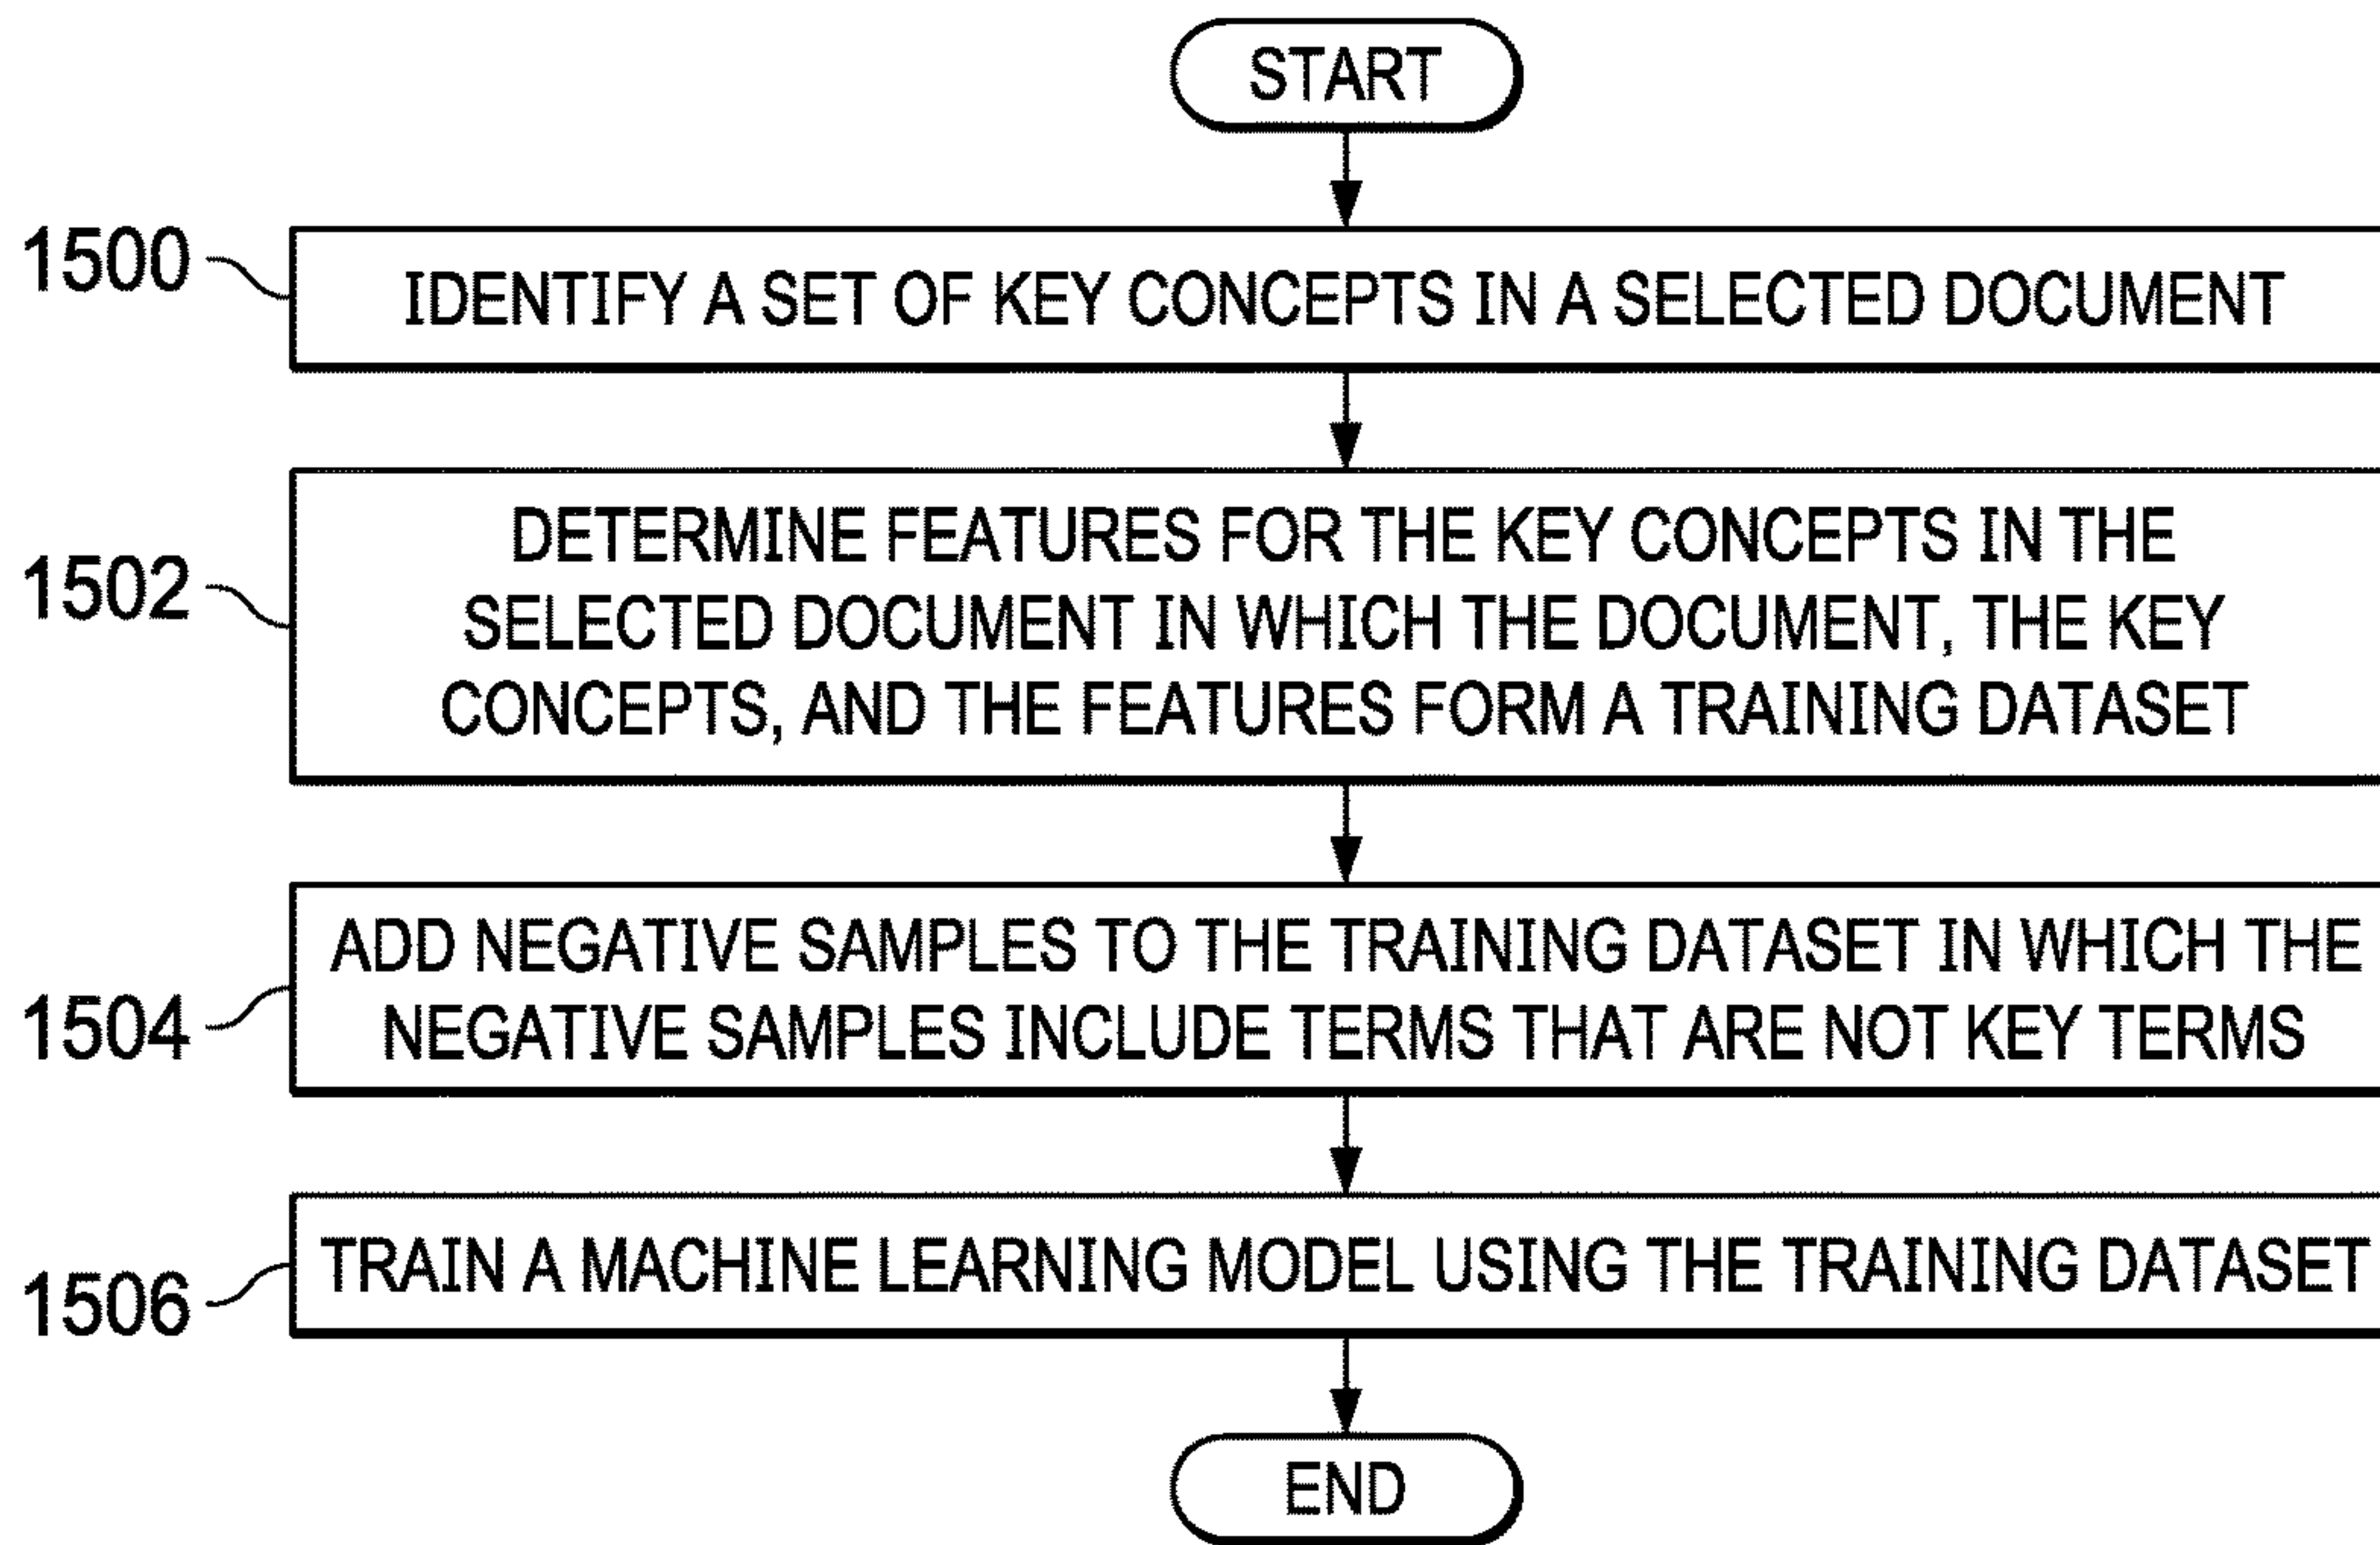 START
1500
IDENTIFY A SET OF KEY CONCEPTS IN A SELECTED DOCUMENT
1502
DETERMINE FEATURES FOR THE KEY CONCEPTS IN THE
SELECTED DOCUMENT IN WHICH THE DOCUMENT, THE KEY
CONCEPTS, AND THE FEATURES FORM A TRAINING DATASET
1504
ADD NEGATIVE SAMPLES TO THE TRAINING DATASET IN WHICH THE
NEGATIVE SAMPLES INCLUDE TERMS THAT ARE NOT KEY TERMS
1506
TRAIN A MACHINE LEARNING MODEL USING THE TRAINING DATASET
END